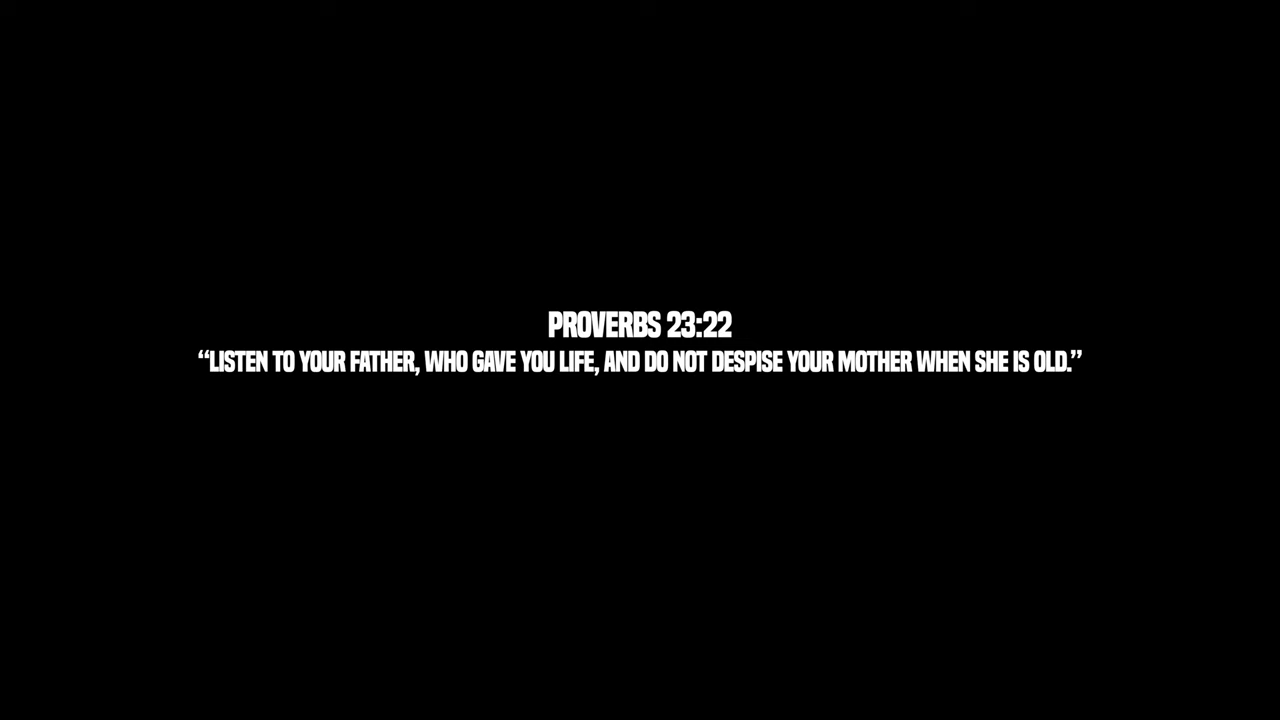 PROVERBS 23:22
“LISTEN TO YOUR FATHER, WHO GAVE YOU LIFE, AND DO NOT DESPISE YOUR MOTHER WHEN SHE IS OLD.”